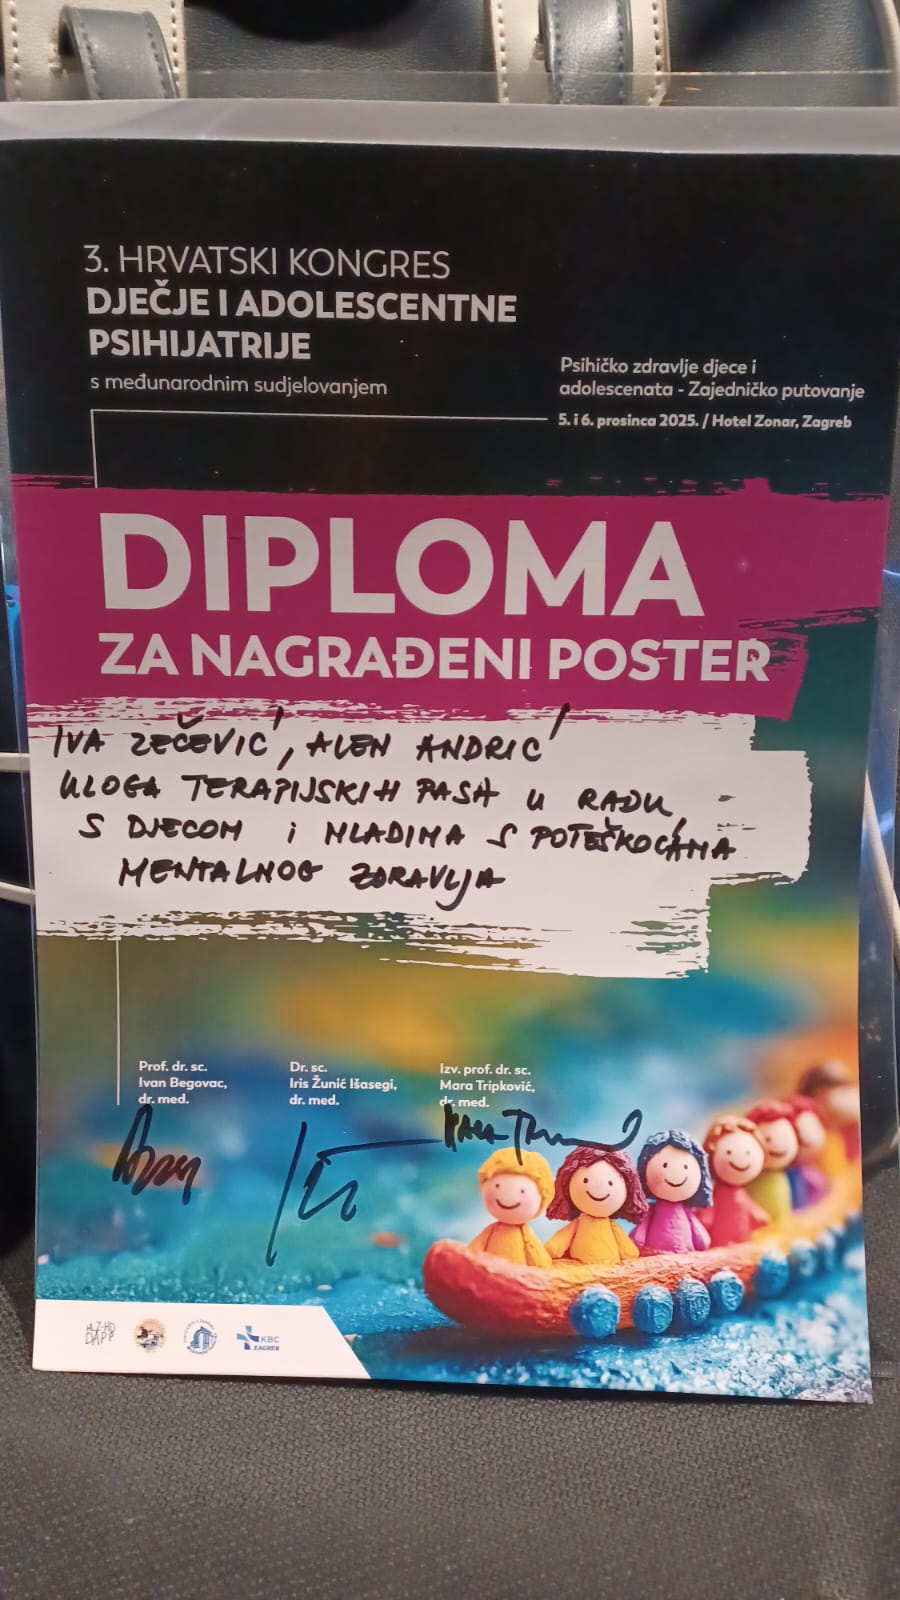 3. HRVATSKI KONGRES
DJEČJE I ADOLESCENTNE
PSIHIJATRIJE
s međunarodnim sudjelovanjem
Psihičko zdravlje djece i
adolescenata - Zajedničko putovanje
5. i 6. prosinca 2025. / Hotel Zonar, Zagreb
DIPLOMA
ZA NAGRAĐENI POSTER
IVA ZEČEVIĆ, ALEN ANDRIĆ
ULOGA TERAPIJSKIH PASA U RADU
S DJECOM i MLADIMA S POTEŠKOĆAMA
MENTALNOG ZDRAVLJA
Prof. dr. sc.
Ivan Begovac,
dr. med.
Dr. sc.
Iris Žunić Išasegi,
dr. med.
Izv. prof. dr. sc.
Mara Tripković,
dr. med.
HLZ-HD
DAPP
KBC
ZAGREB